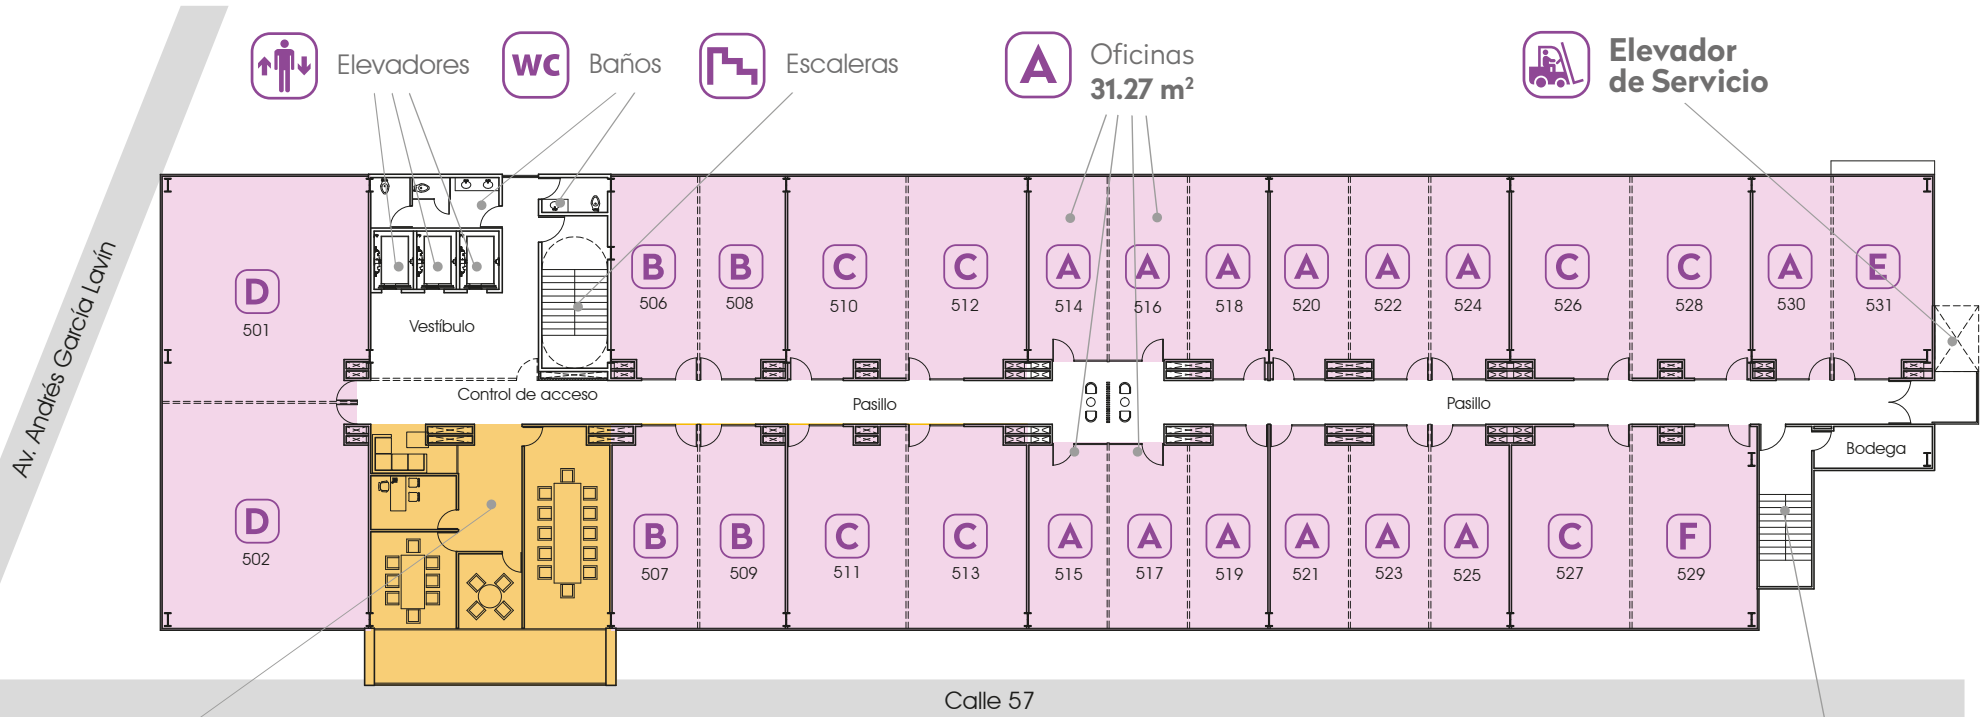 Elevadores
WC
Baños
Escaleras
A
Oficinas
31.27 m²
Elevador
de Servicio
Av. Andrés García Lavín
D
501
Vestíbulo
B
506
B
508
C
510
C
512
A
514
A
516
A
518
A
520
A
522
A
524
C
526
C
528
A
530
E
531
Control de acceso
Pasillo
Pasillo
Bodega
D
502
B
507
B
509
C
511
C
513
A
515
A
517
A
519
A
521
A
523
A
525
C
527
F
529
Calle 57